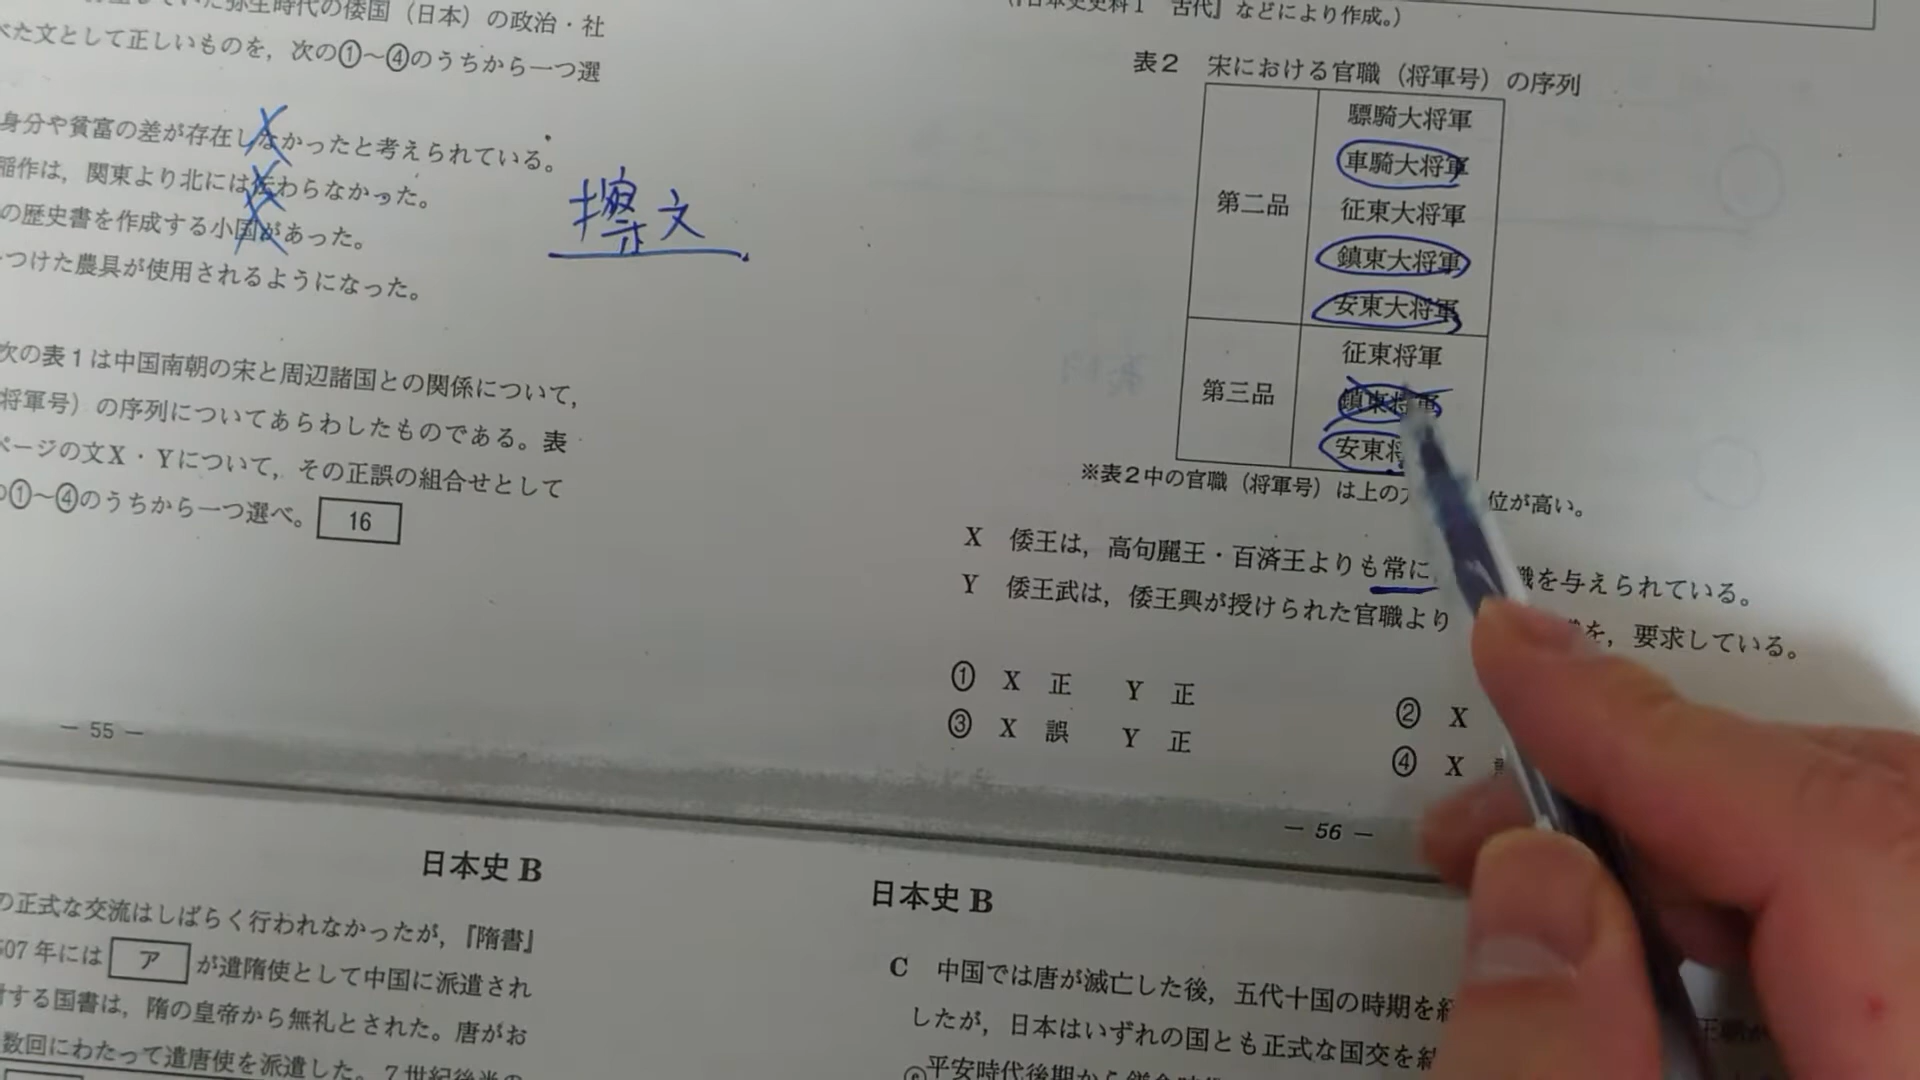 していた弥生時代の倭国（日本）の政治・社
べた文として正しいものを，次の①～④のうちから一つ選
身分や貧富の差が存在しなかったと考えられている。
稲作は，関東より北には伝わらなかった。
の歴史書を作成する小国があった。
つけた農具が使用されるようになった。
擦文
次の表1は中国南朝の宋と周辺諸国との関係について，
将軍号）の序列についてあらわしたものである。表
ページの文X・Yについて，その正誤の組合せとして
①～④のうちから一つ選べ。 16
― 55 ―
日本史史料1 古代』などにより作成。）
表2 宋における官職（将軍号）の序列
第二品
驃騎大将軍
車騎大将軍
征東大将軍
鎮東大将軍
安東大将軍
第三品
征東将軍
鎮東将軍
安東将
※表2中の官職（将軍号）は上の 位が高い。
X 倭王は，高句麗王・百済王よりも常に 職を与えられている。
Y 倭王武は，倭王興が授けられた官職より を，要求している。
① X 正 Y 正
② X
③ X 誤 Y 正
④ X
― 56 ―
日本史B
の正式な交流はしばらく行われなかったが，『隋書』
607年には ア が遣隋使として中国に派遣され
する国書は，隋の皇帝から無礼とされた。唐がお
数回にわたって遣唐使を派遣した。7世紀後半の
日本史B
C 中国では唐が滅亡した後，五代十国の時期を経
したが，日本はいずれの国とも正式な国交を結
平安時代後期から鎌倉時代